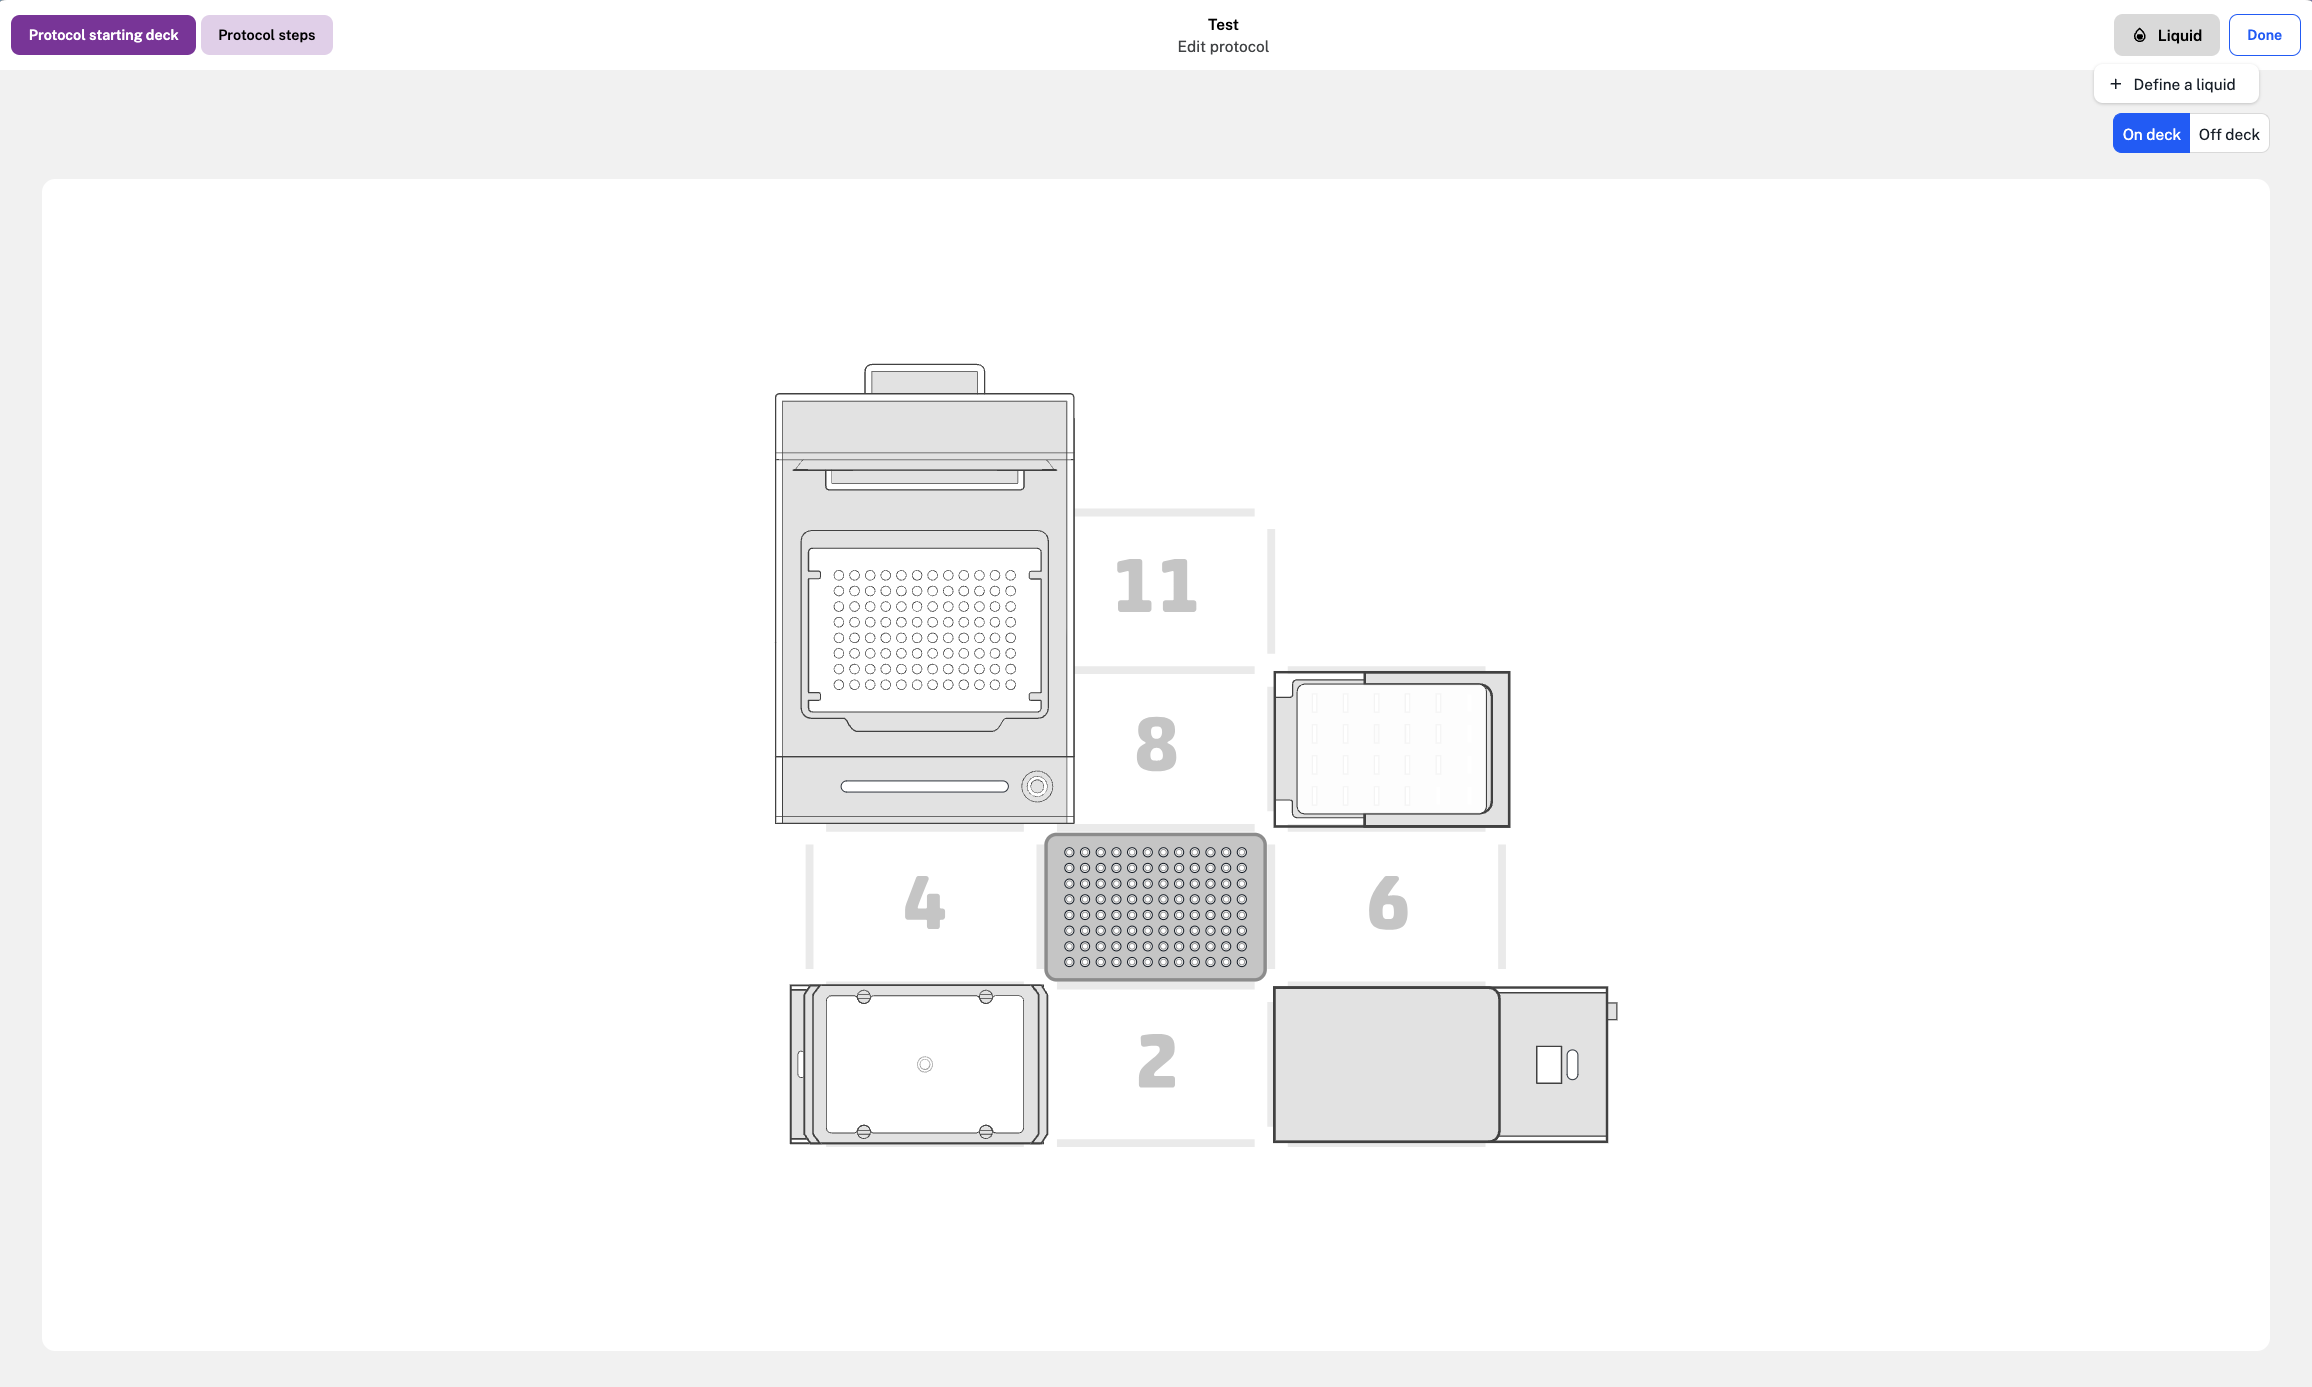 Protocol starting deck
Protocol steps
Test
Edit protocol
Liquid
Done
+ Define a liquid
On deck
Off deck
11
8
4
6
2